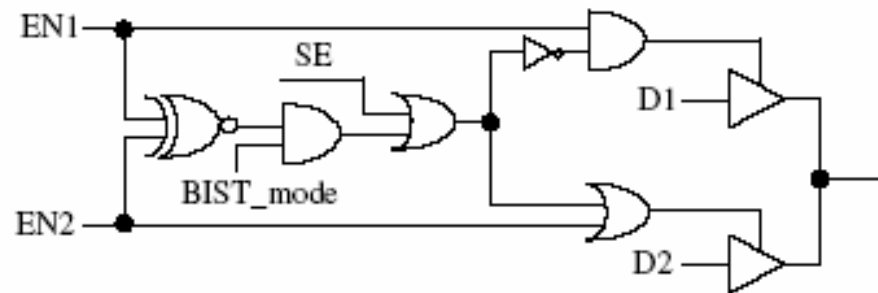 EN1
SE
D1
BIST_mode
EN2
D2